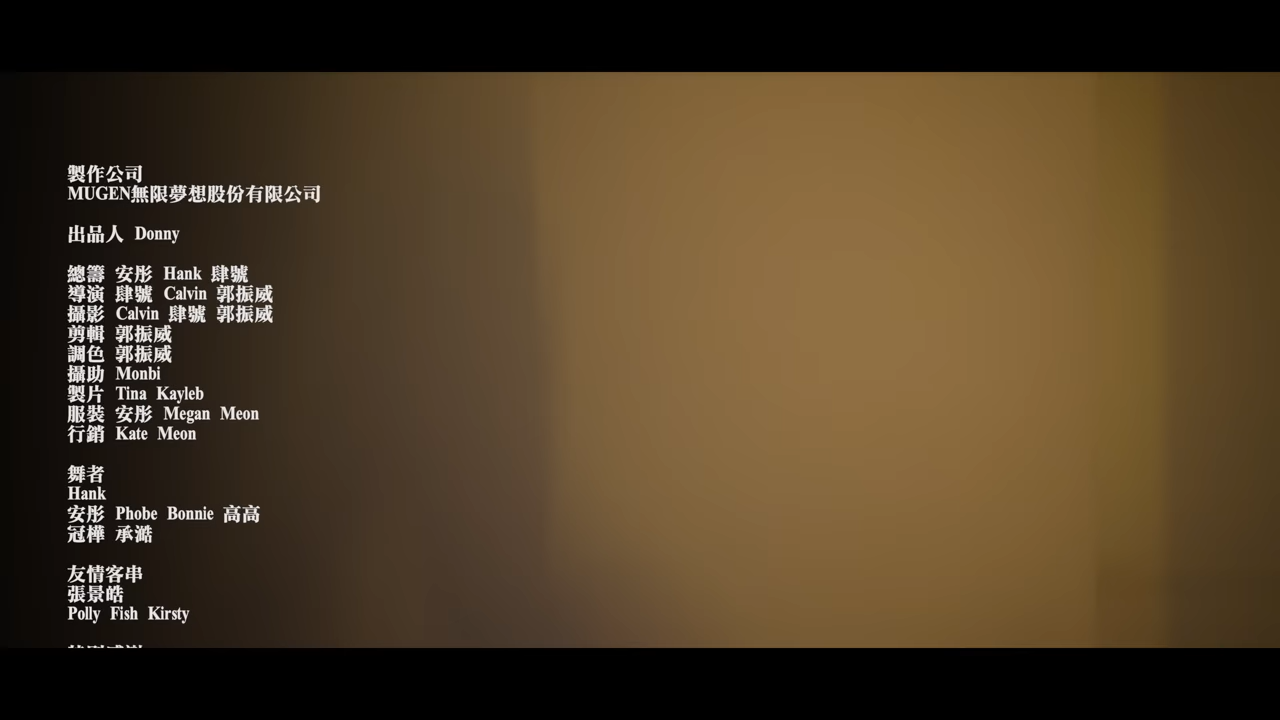 製作公司
MUGEN無限夢想股份有限公司
出品人 Donny
總籌 安彤 Hank 肆號
導演 肆號 Calvin 郭振威
攝影 Calvin 肆號 郭振威
剪輯 郭振威
調色 郭振威
攝助 Monbi
製片 Tina Kayleb
服裝 安彤 Megan Meon
行銷 Kate Meon
舞者
Hank
安彤 Phobe Bonnie 高高
冠樺 承澔
友情客串
張景皓
Polly Fish Kirsty